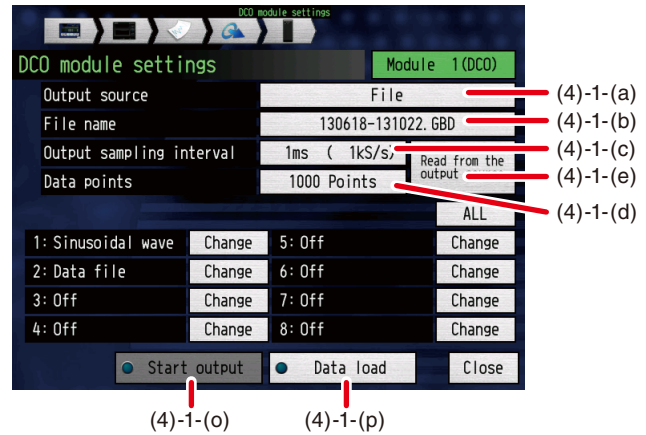 DCO module settings
DCO module settings
Module 1(DCO)
Output source
File
(4)-1-(a)
File name
130618-131022.GBD
(4)-1-(b)
Output sampling interval
1ms ( 1kS/s)
(4)-1-(c)
Read from the
output source
(4)-1-(e)
Data points
1000 Points
(4)-1-(d)
ALL
1: Sinusoidal wave
Change
5: Off
Change
2: Data file
Change
6: Off
Change
3: Off
Change
7: Off
Change
4: Off
Change
8: Off
Change
Start output
Data load
Close
(4)-1-(o)
(4)-1-(p)